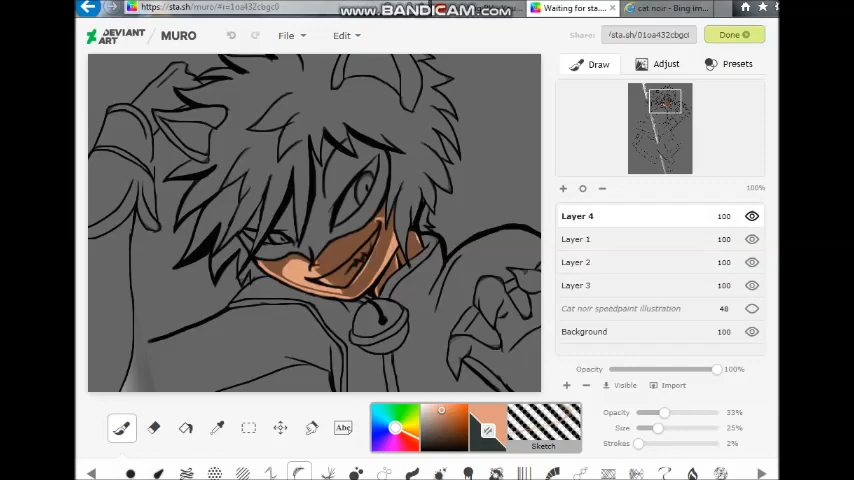 www.BANDICAM.com
https://sta.sh/muro/#i=1oa432cbgc0
Waiting for sta....
cat noir - Bing im...
DEVIANT ART
MURO
File
Edit
Share:
/sta.sh/01oa432cbgcl
Done
Draw
Adjust
Presets
100%
Layer 4 100
Layer 1 100
Layer 2 100
Layer 3 100
Cat noir speedpaint illustration 48
Background 100
Opacity 100%
Visible
Import
Abc
Sketch
Opacity 33%
Size 25%
Strokes 2%